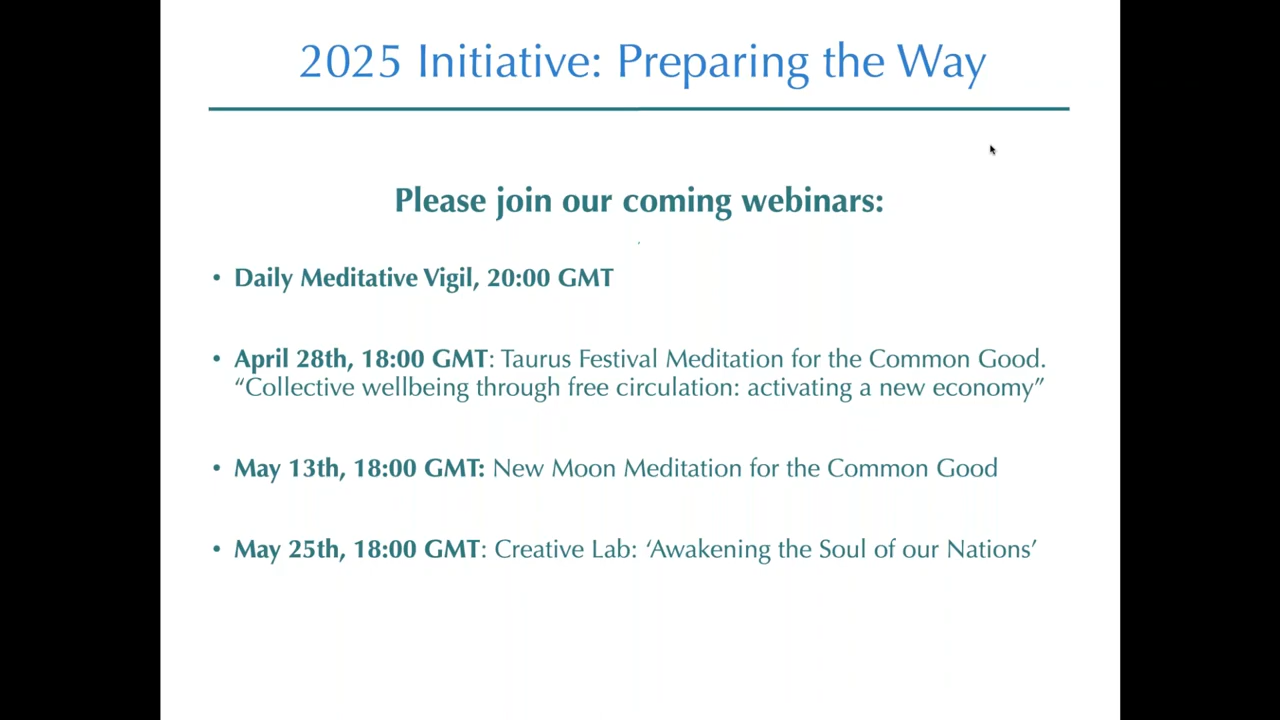 2025 Initiative: Preparing the Way
Please join our coming webinars:
• Daily Meditative Vigil, 20:00 GMT
• April 28th, 18:00 GMT: Taurus Festival Meditation for the Common Good.
“Collective wellbeing through free circulation: activating a new economy”
• May 13th, 18:00 GMT: New Moon Meditation for the Common Good
• May 25th, 18:00 GMT: Creative Lab: ‘Awakening the Soul of our Nations’